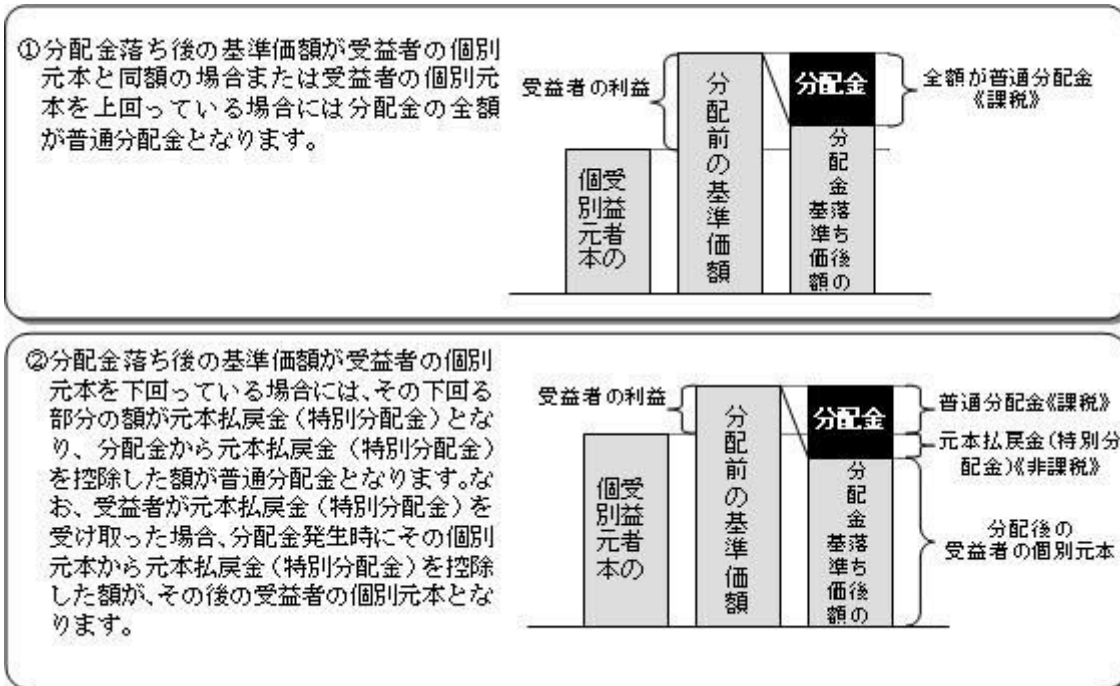 ①分配金落ち後の基準価額が受益者の個別
元本と同額の場合または受益者の個別元
本を上回っている場合には分配金の全額
が普通分配金となります。
受益者の利益
受益者の
個別元本
分配前の基準価額
分配金
分配金落ち後の
基準価額
全額が普通分配金
《課税》
②分配金落ち後の基準価額が受益者の個別
元本を下回っている場合には、その下回る
部分の額が元本払戻金(特別分配金)とな
り、分配金から元本払戻金(特別分配金)
を控除した額が普通分配金となります。な
お、受益者が元本払戻金(特別分配金)を
受け取った場合、分配金発生時にその個別
元本から元本払戻金(特別分配金)を控除
した額が、その後の受益者の個別元本とな
ります。
受益者の利益
受益者の
個別元本
分配前の基準価額
分配金
分配金落ち後の
基準価額
普通分配金《課税》
元本払戻金(特別分
配金)《非課税》
分配後の
受益者の個別元本